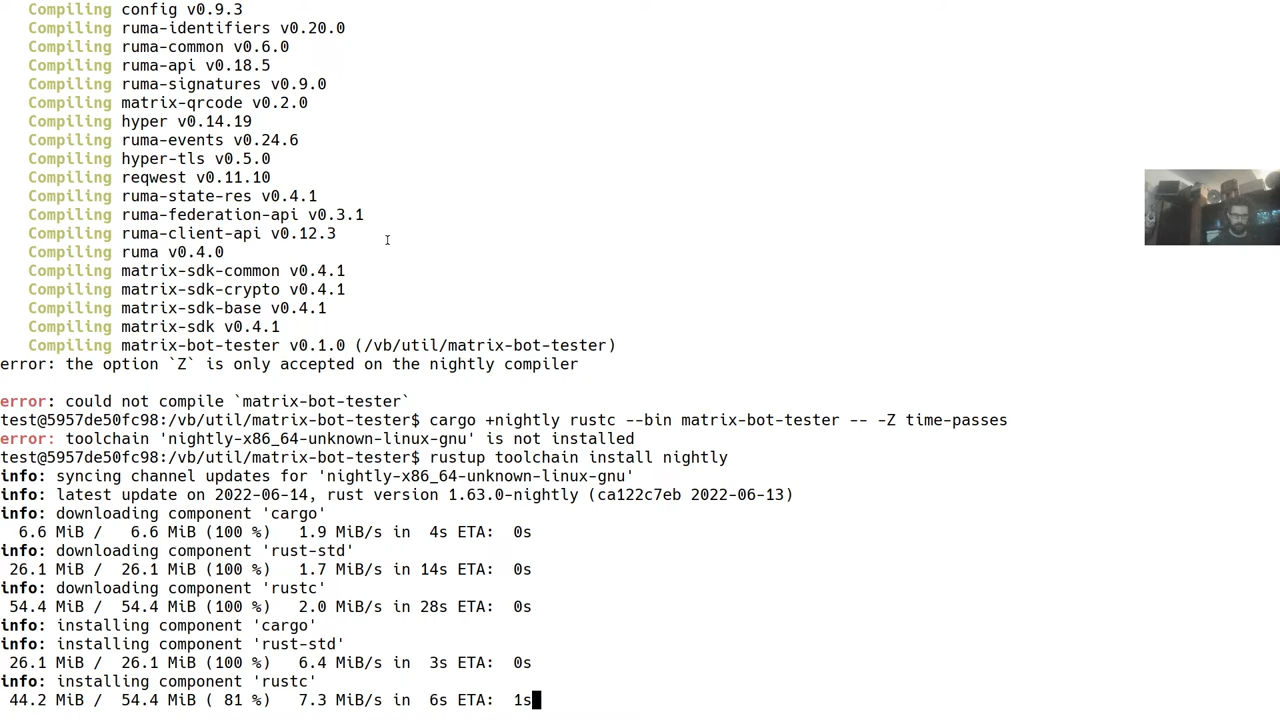 Compiling config v0.9.3
Compiling ruma-identifiers v0.20.0
Compiling ruma-common v0.6.0
Compiling ruma-api v0.18.5
Compiling ruma-signatures v0.9.0
Compiling matrix-qrcode v0.2.0
Compiling hyper v0.14.19
Compiling ruma-events v0.24.6
Compiling hyper-tls v0.5.0
Compiling reqwest v0.11.10
Compiling ruma-state-res v0.4.1
Compiling ruma-federation-api v0.3.1
Compiling ruma-client-api v0.12.3
Compiling ruma v0.4.0
Compiling matrix-sdk-common v0.4.1
Compiling matrix-sdk-crypto v0.4.1
Compiling matrix-sdk-base v0.4.1
Compiling matrix-sdk v0.4.1
Compiling matrix-bot-tester v0.1.0 (/vb/util/matrix-bot-tester)
error: the option `Z` is only accepted on the nightly compiler
error: could not compile `matrix-bot-tester`
test@5957de50fc98:/vb/util/matrix-bot-tester$ cargo +nightly rustc --bin matrix-bot-tester -- -Z time-passes
error: toolchain 'nightly-x86_64-unknown-linux-gnu' is not installed
test@5957de50fc98:/vb/util/matrix-bot-tester$ rustup toolchain install nightly
info: syncing channel updates for 'nightly-x86_64-unknown-linux-gnu'
info: latest update on 2022-06-14, rust version 1.63.0-nightly (ca122c7eb 2022-06-13)
info: downloading component 'cargo'
6.6 MiB / 6.6 MiB (100 %) 1.9 MiB/s in 4s ETA: 0s
info: downloading component 'rust-std'
26.1 MiB / 26.1 MiB (100 %) 1.7 MiB/s in 14s ETA: 0s
info: downloading component 'rustc'
54.4 MiB / 54.4 MiB (100 %) 2.0 MiB/s in 28s ETA: 0s
info: installing component 'cargo'
info: installing component 'rust-std'
26.1 MiB / 26.1 MiB (100 %) 6.4 MiB/s in 3s ETA: 0s
info: installing component 'rustc'
44.2 MiB / 54.4 MiB ( 81 %) 7.3 MiB/s in 6s ETA: 1s